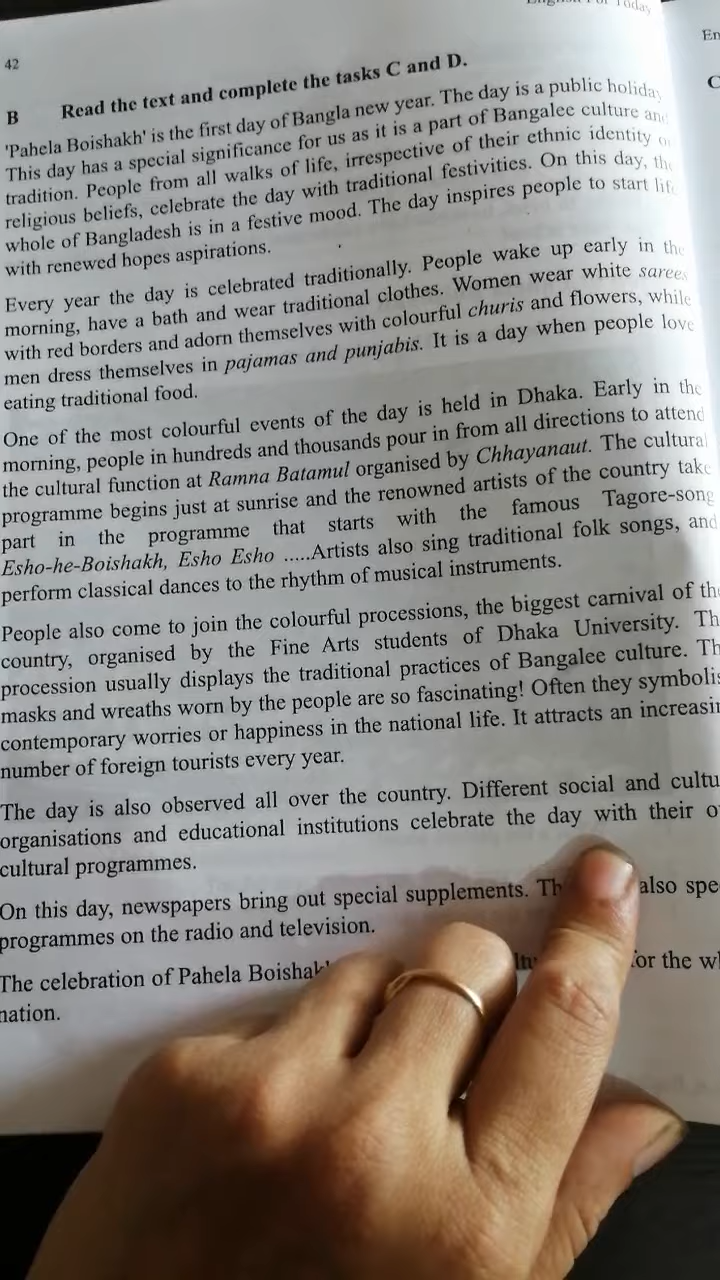 English For Today
42
B Read the text and complete the tasks C and D.
'Pahela Boishakh' is the first day of Bangla new year. The day is a public holiday
This day has a special significance for us as it is a part of Bangalee culture and
tradition. People from all walks of life, irrespective of their ethnic identity or
religious beliefs, celebrate the day with traditional festivities. On this day, the
whole of Bangladesh is in a festive mood. The day inspires people to start life
with renewed hopes aspirations.
Every year the day is celebrated traditionally. People wake up early in the
morning, have a bath and wear traditional clothes. Women wear white sarees
with red borders and adorn themselves with colourful churis and flowers, while
men dress themselves in pajamas and punjabis. It is a day when people love
eating traditional food.
One of the most colourful events of the day is held in Dhaka. Early in the
morning, people in hundreds and thousands pour in from all directions to attend
the cultural function at Ramna Batamul organised by Chhayanaut. The cultural
programme begins just at sunrise and the renowned artists of the country take
part in the programme that starts with the famous Tagore-song
Esho-he-Boishakh, Esho Esho .....Artists also sing traditional folk songs, and
perform classical dances to the rhythm of musical instruments.
People also come to join the colourful processions, the biggest carnival of the
country, organised by the Fine Arts students of Dhaka University. Th
procession usually displays the traditional practices of Bangalee culture. Th
masks and wreaths worn by the people are so fascinating! Often they symbolis
contemporary worries or happiness in the national life. It attracts an increasin
number of foreign tourists every year.
The day is also observed all over the country. Different social and cultu
organisations and educational institutions celebrate the day with their o
cultural programmes.
On this day, newspapers bring out special supplements. Th also spe
programmes on the radio and television.
The celebration of Pahela Boishak for the wh
nation.
En
C